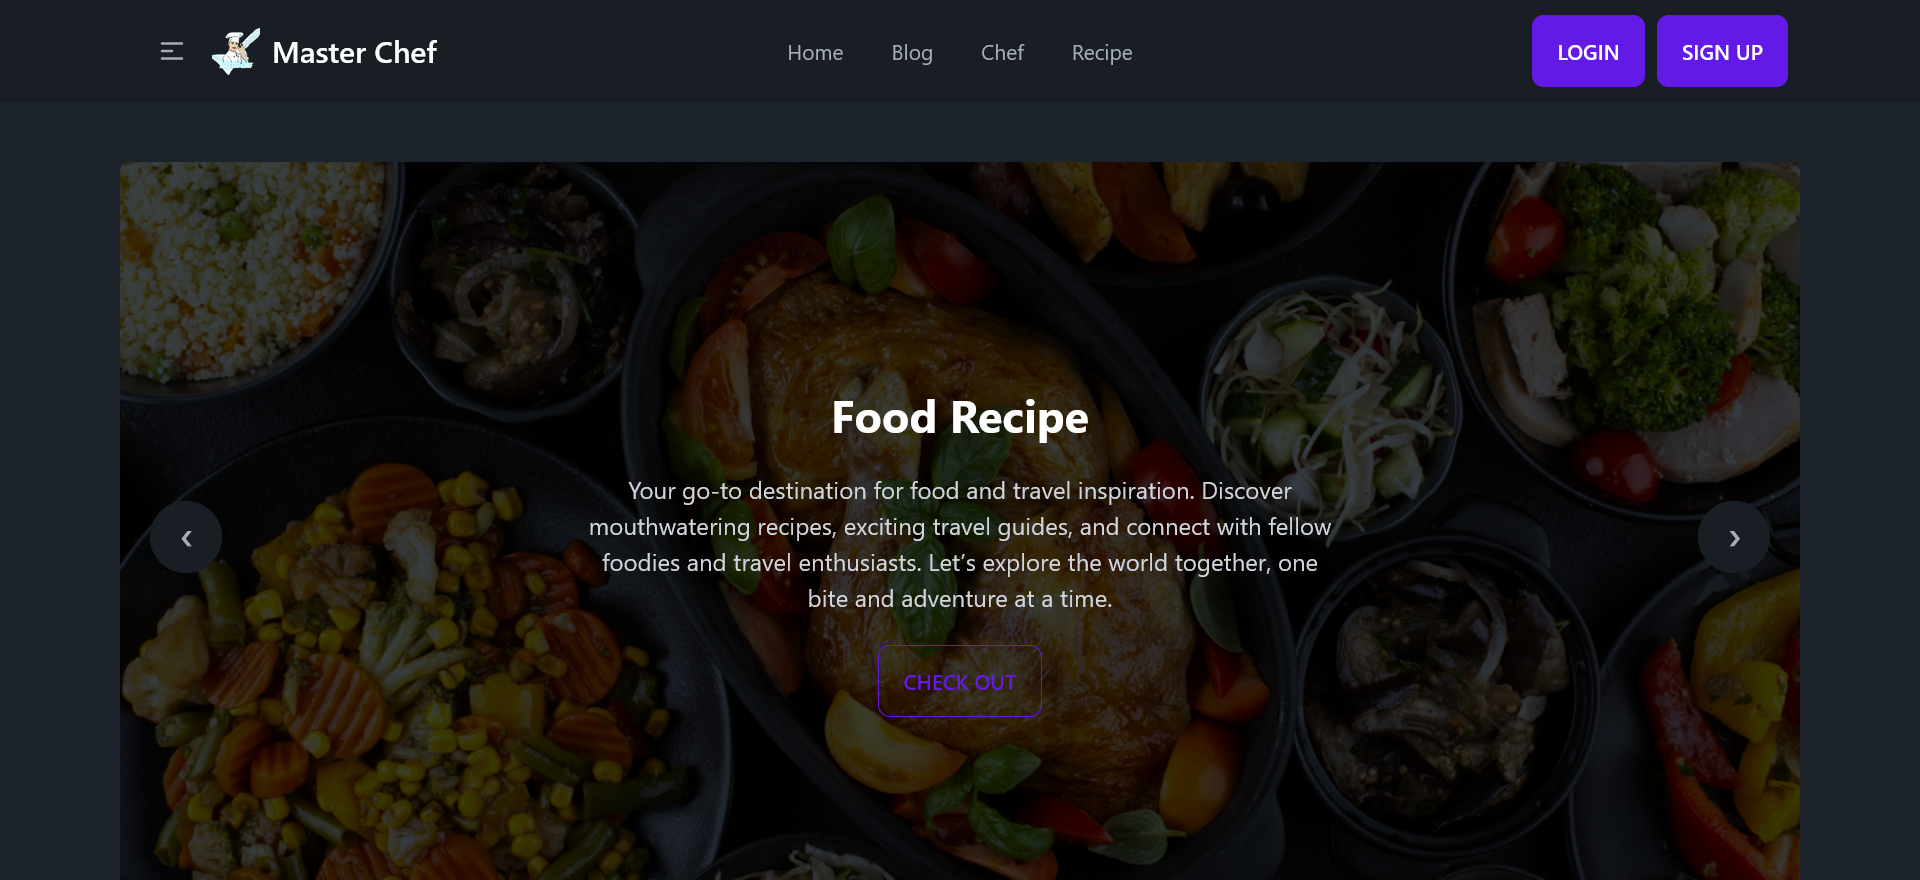 Master Chef
Home
Blog
Chef
Recipe
LOGIN
SIGN UP
Food Recipe
Your go-to destination for food and travel inspiration. Discover
mouthwatering recipes, exciting travel guides, and connect with fellow
foodies and travel enthusiasts. Let’s explore the world together, one
bite and adventure at a time.
❮
❯
CHECK OUT